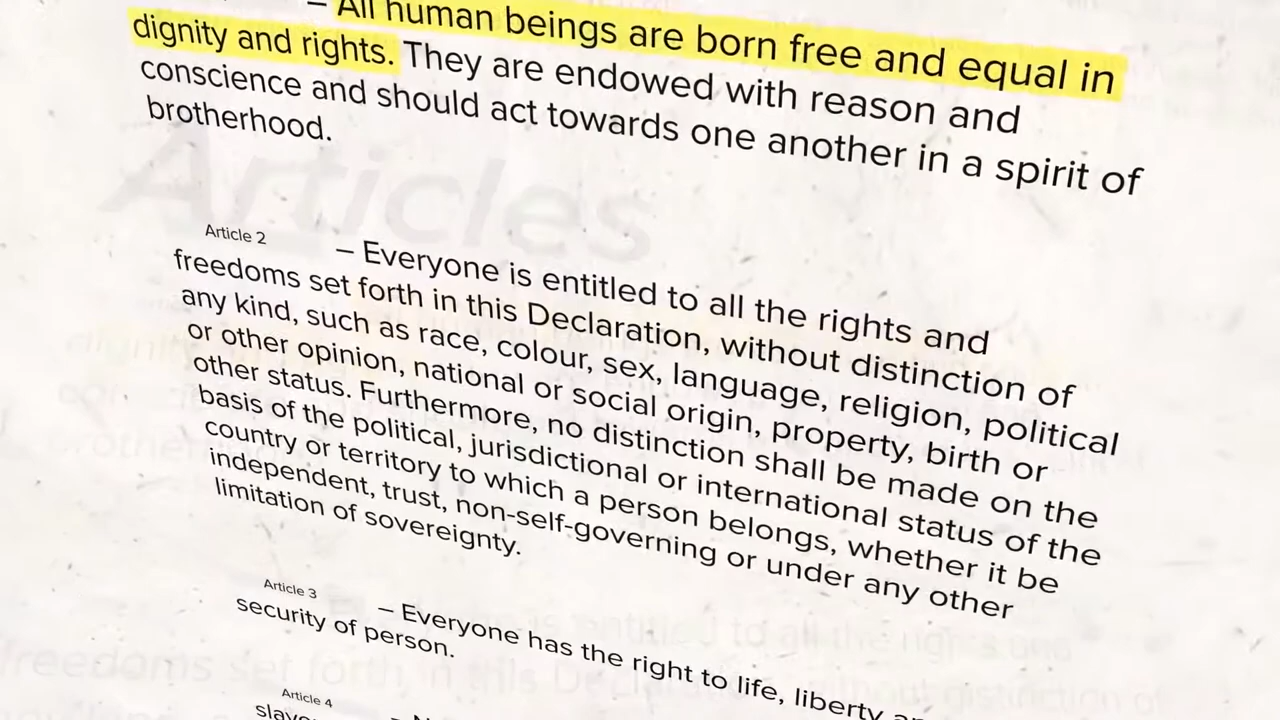 – All human beings are born free and equal in
dignity and rights. They are endowed with reason and
conscience and should act towards one another in a spirit of
brotherhood.
Articles
Article 2 – Everyone is entitled to all the rights and
freedoms set forth in this Declaration, without distinction of
any kind, such as race, colour, sex, language, religion, political
or other opinion, national or social origin, property, birth or
other status. Furthermore, no distinction shall be made on the
basis of the political, jurisdictional or international status of the
country or territory to which a person belongs, whether it be
independent, trust, non-self-governing or under any other
limitation of sovereignty.
Article 3 – Everyone has the right to life, liberty
security of person.
Article 4